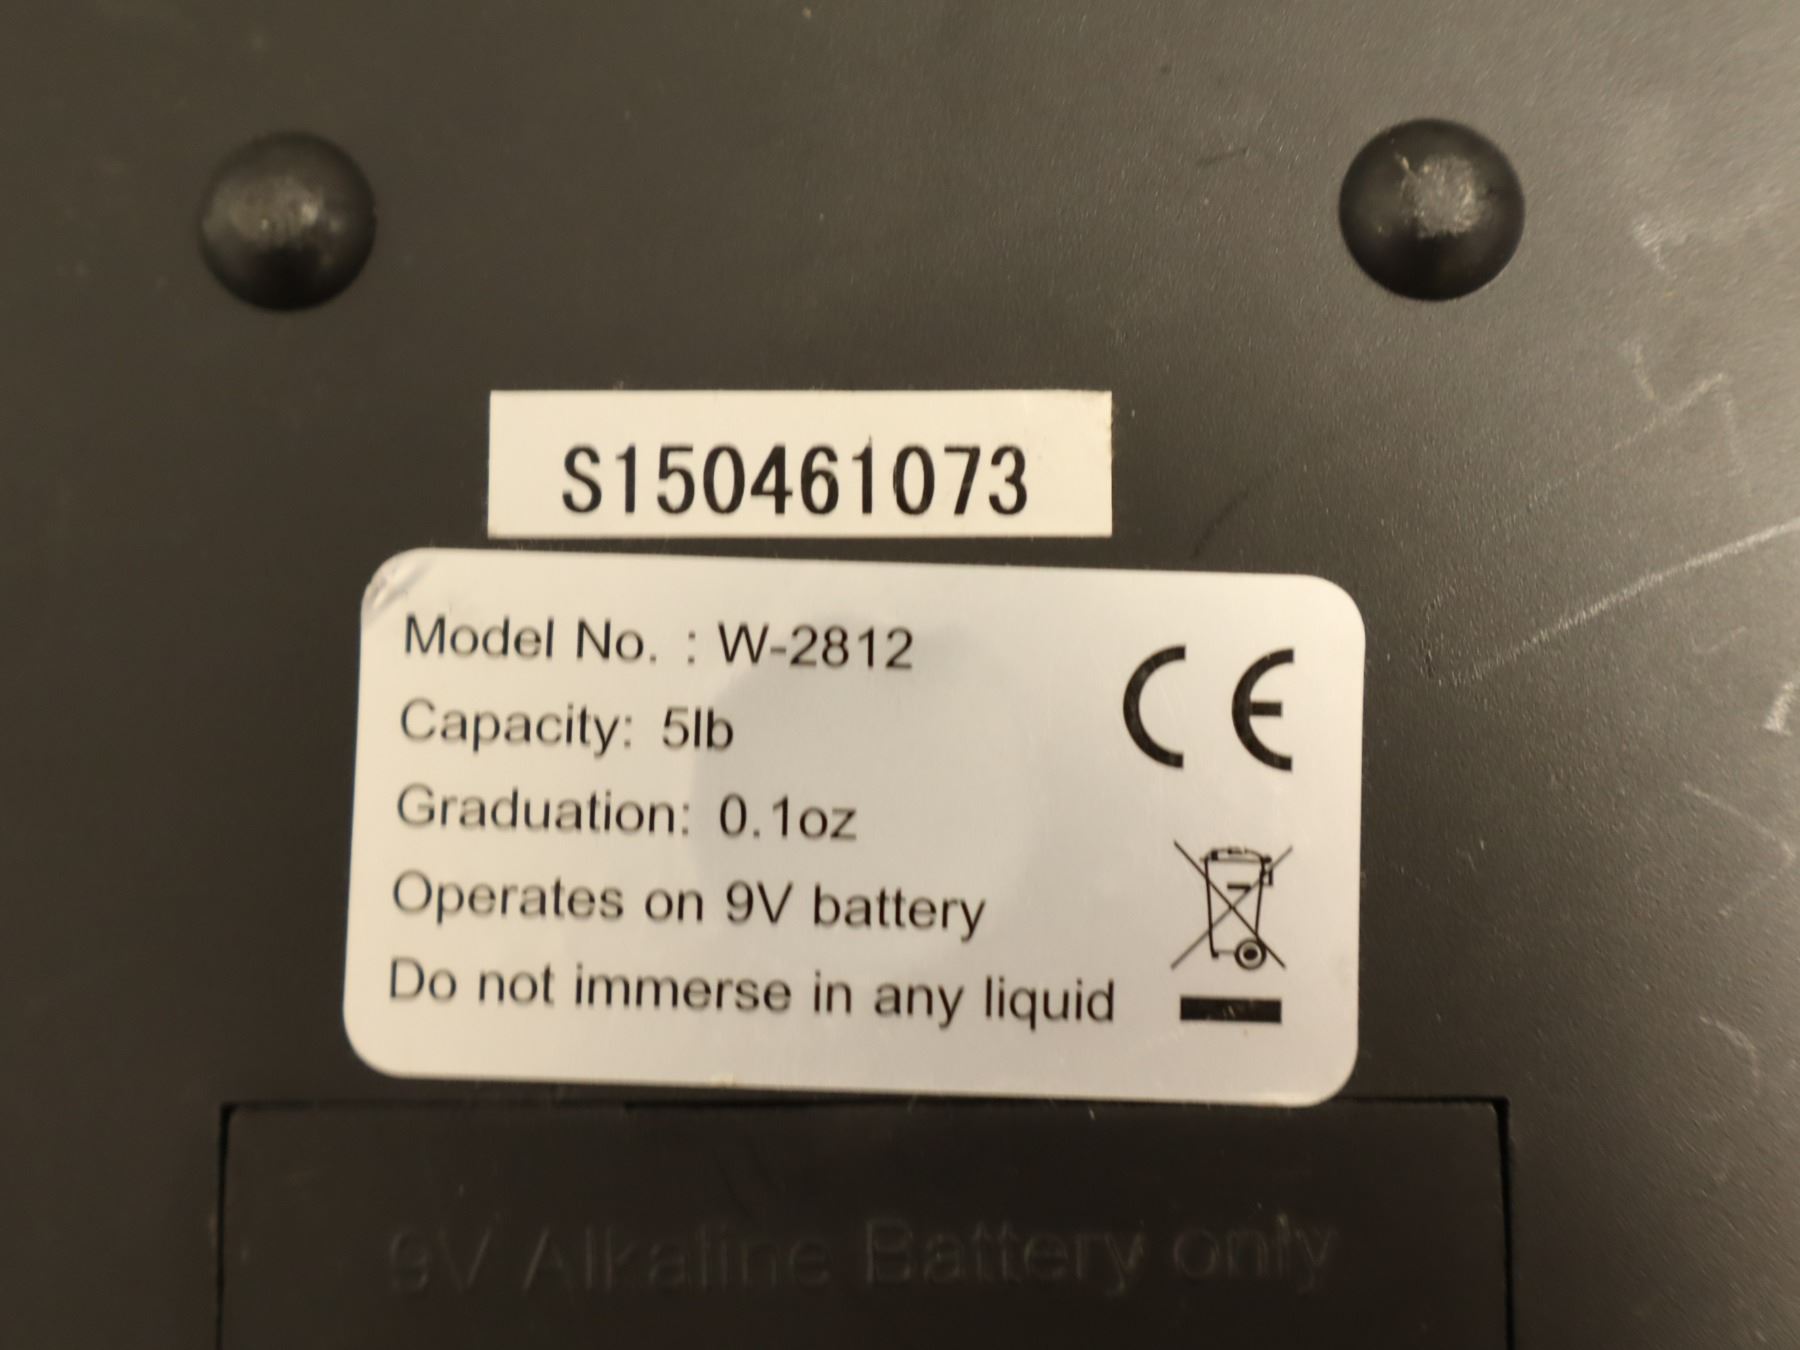 S150461073
Model No. : W-2812
Capacity: 5lb
Graduation: 0.1oz
Operates on 9V battery
Do not immerse in any liquid
CE
9V Alkaline Battery only